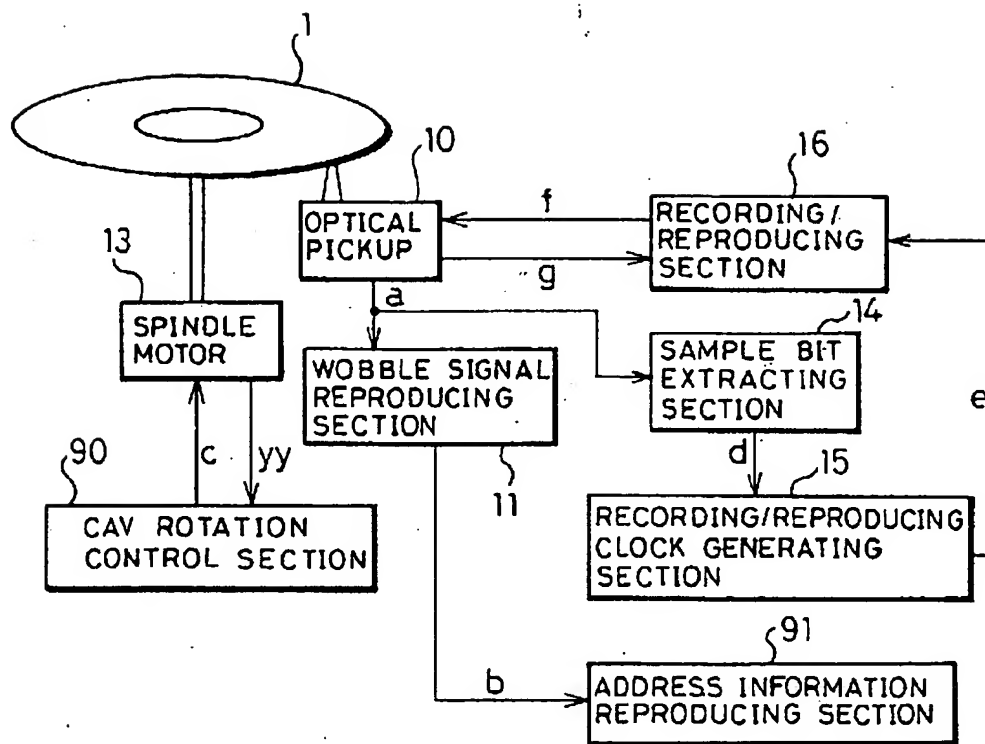 1
10
16
OPTICAL
PICKUP
f
g
RECORDING/
REPRODUCING
SECTION
13
a
14
SPINDLE
MOTOR
WOBBLE SIGNAL
REPRODUCING
SECTION
SAMPLE BIT
EXTRACTING
SECTION
e
90
c
yy
11
d
15
CAV ROTATION
CONTROL SECTION
RECORDING/REPRODUCING
CLOCK GENERATING
SECTION
91
b
ADDRESS INFORMATION
REPRODUCING SECTION